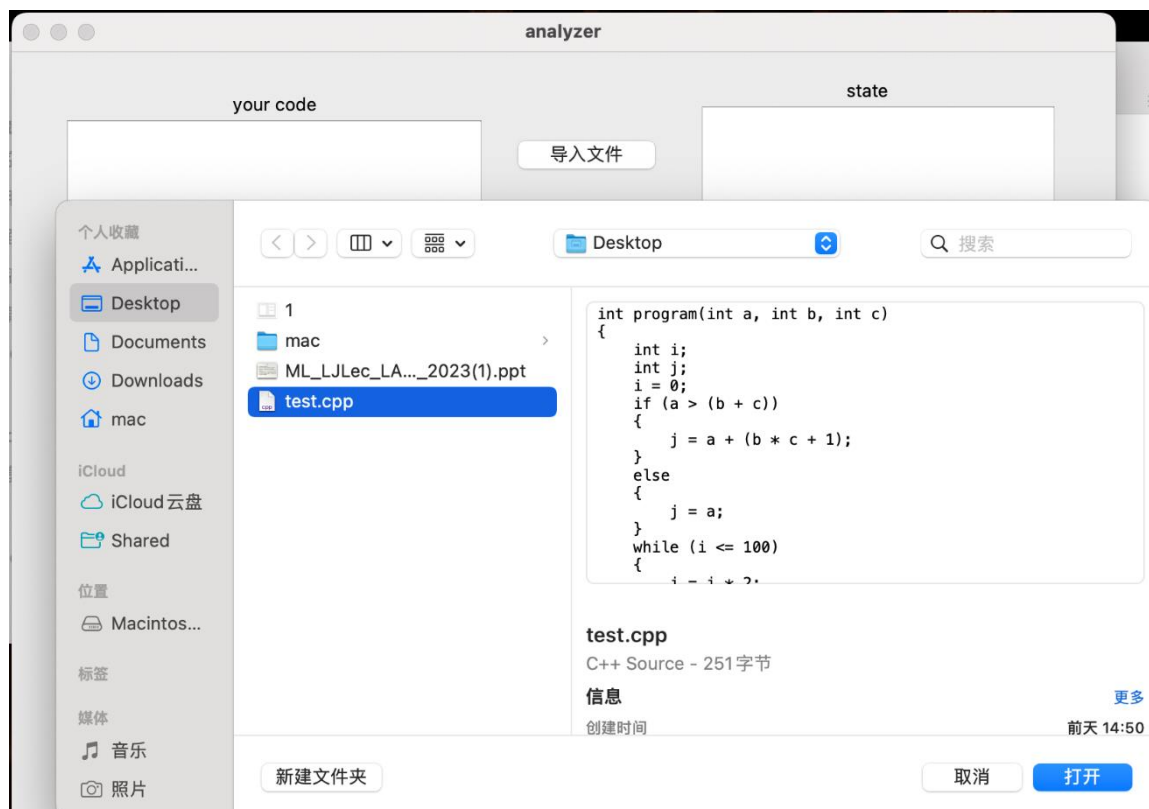 analyzer
your code
state
导入文件
个人收藏
Applicati...
Desktop
Documents
Downloads
mac
iCloud
iCloud云盘
Shared
位置
Macintos...
标签
媒体
音乐
照片
Desktop
搜索
1
mac
ML_LJLec_LA..._2023(1).ppt
test.cpp
int program(int a, int b, int c)
{
    int i;
    int j;
    i = 0;
    if (a > (b + c))
    {
        j = a + (b * c + 1);
    }
    else
    {
        j = a;
    }
    while (i <= 100)
    {
test.cpp
C++ Source - 251字节
信息
更多
创建时间
前天 14:50
新建文件夹
取消
打开